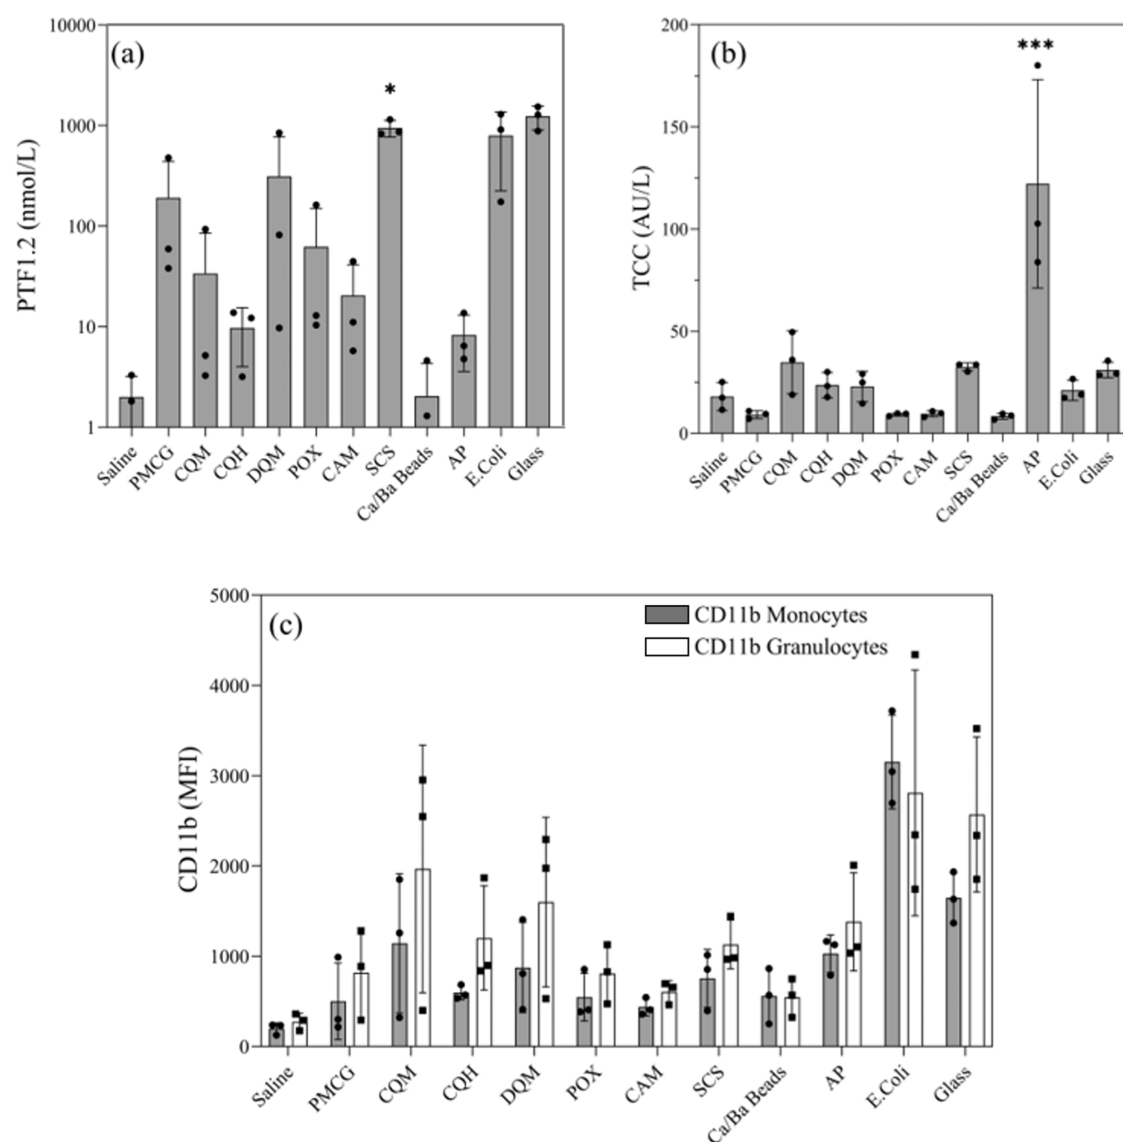 (a)
PTF1.2 (nmol/L)
10000
1000
100
10
1
*
Saline
PMCG
CQM
CQH
DQM
POX
CAM
SCS
Ca/Ba Beads
AP
E.Coli
Glass
(b)
TCC (AU/L)
200
150
100
50
0
***
Saline
PMCG
CQM
CQH
DQM
POX
CAM
SCS
Ca/Ba Beads
AP
E.Coli
Glass
(c)
CD11b (MFI)
5000
4000
3000
2000
1000
0
CD11b Monocytes
CD11b Granulocytes
Saline
PMCG
CQM
CQH
DQM
POX
CAM
SCS
Ca/Ba Beads
AP
E.Coli
Glass